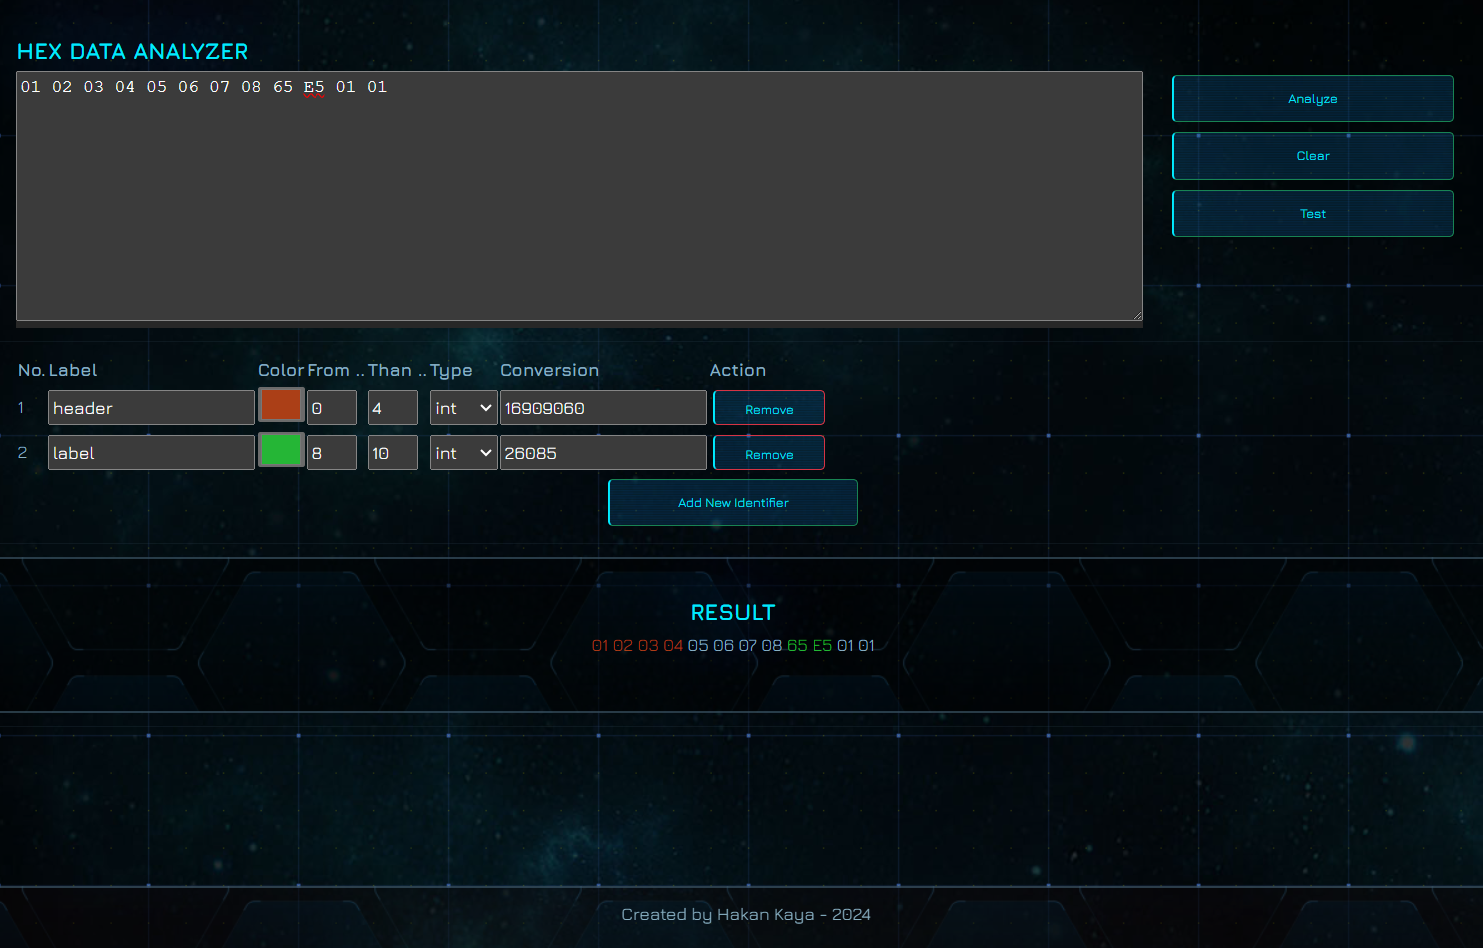 HEX DATA ANALYZER
01 02 03 04 05 06 07 08 65 E5 01 01
Analyze
Clear
Test
No. Label Color From .. Than .. Type Conversion Action
1 header 0 4 int 16909060 Remove
2 label 8 10 int 26085 Remove
Add New Identifier
RESULT
01 02 03 04 05 06 07 08 65 E5 01 01
Created by Hakan Kaya - 2024